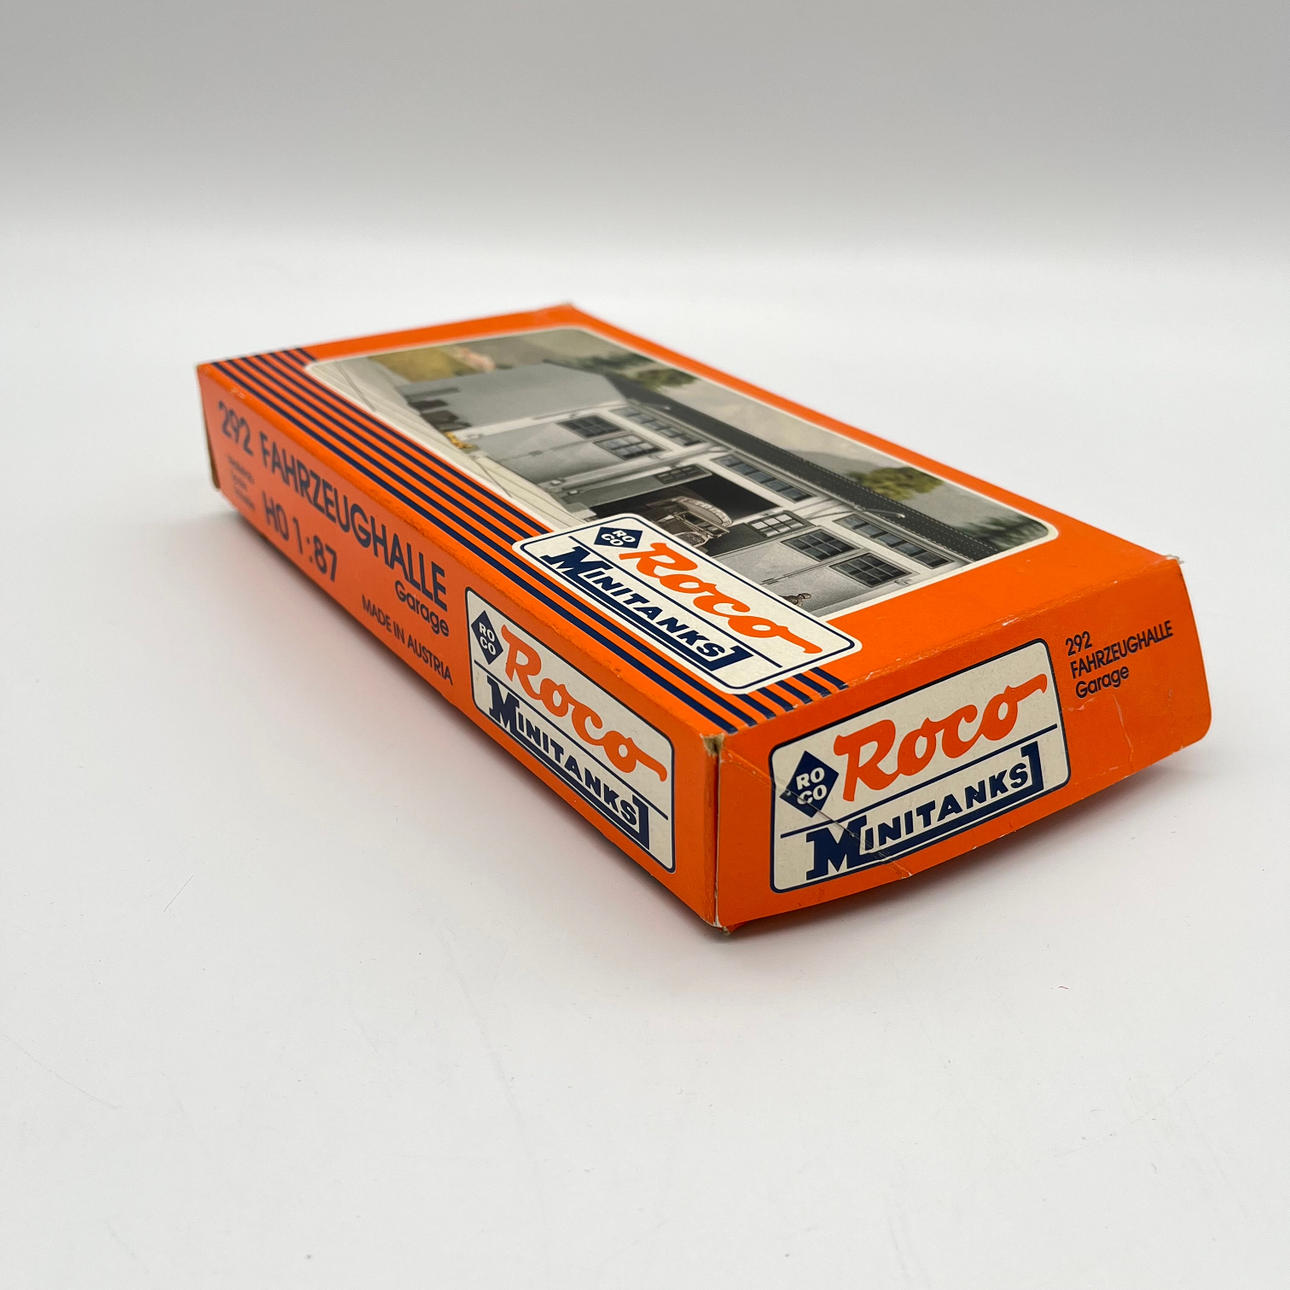 RO
CO
Roco
MINITANKS
292 FAHRZEUGHALLE
Garage
H0 1:87
MADE IN AUSTRIA
RO
CO
Roco
MINITANKS
RO
CO
Roco
MINITANKS
292
FAHRZEUGHALLE
Garage